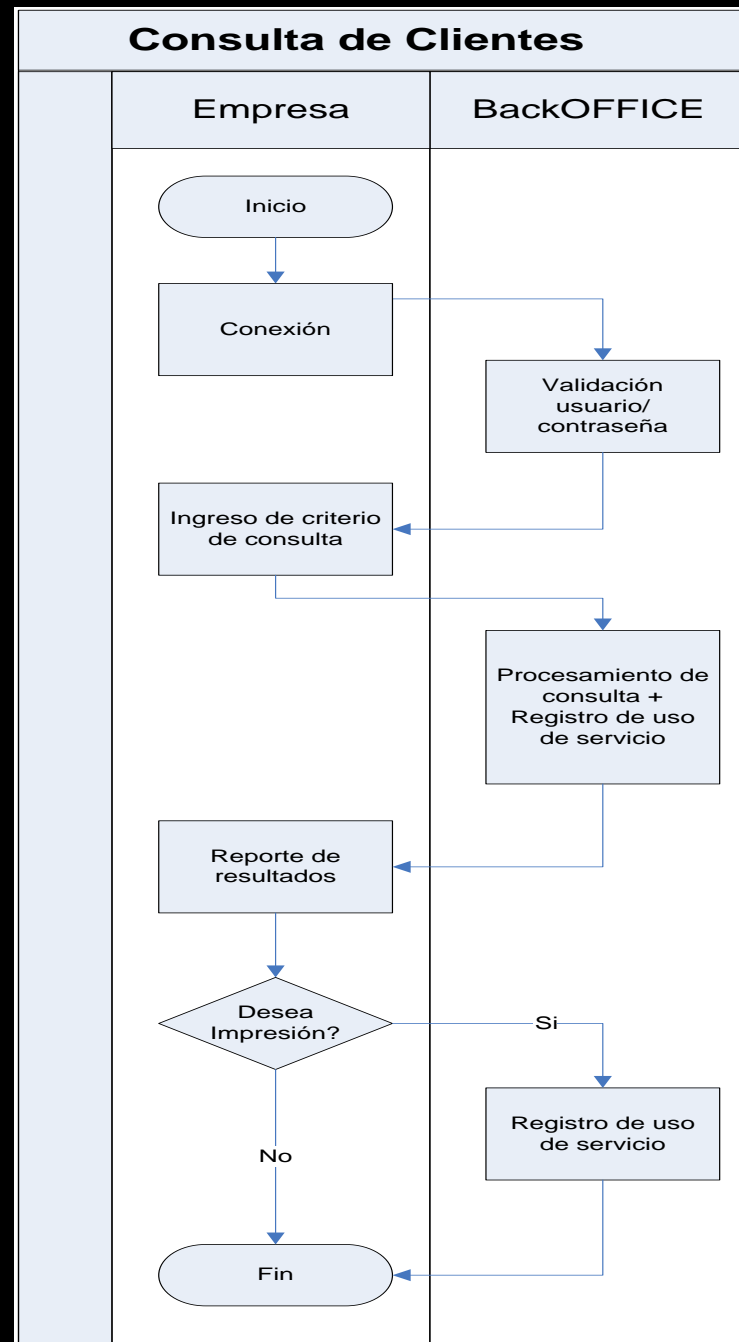 Consulta de Clientes
Empresa
BackOFFICE
Inicio
Conexión
Validación
usuario/
contraseña
Ingreso de criterio
de consulta
Procesamiento de
consulta +
Registro de uso
de servicio
Reporte de
resultados
Desea
Impresión?
Si
Registro de uso
de servicio
No
Fin